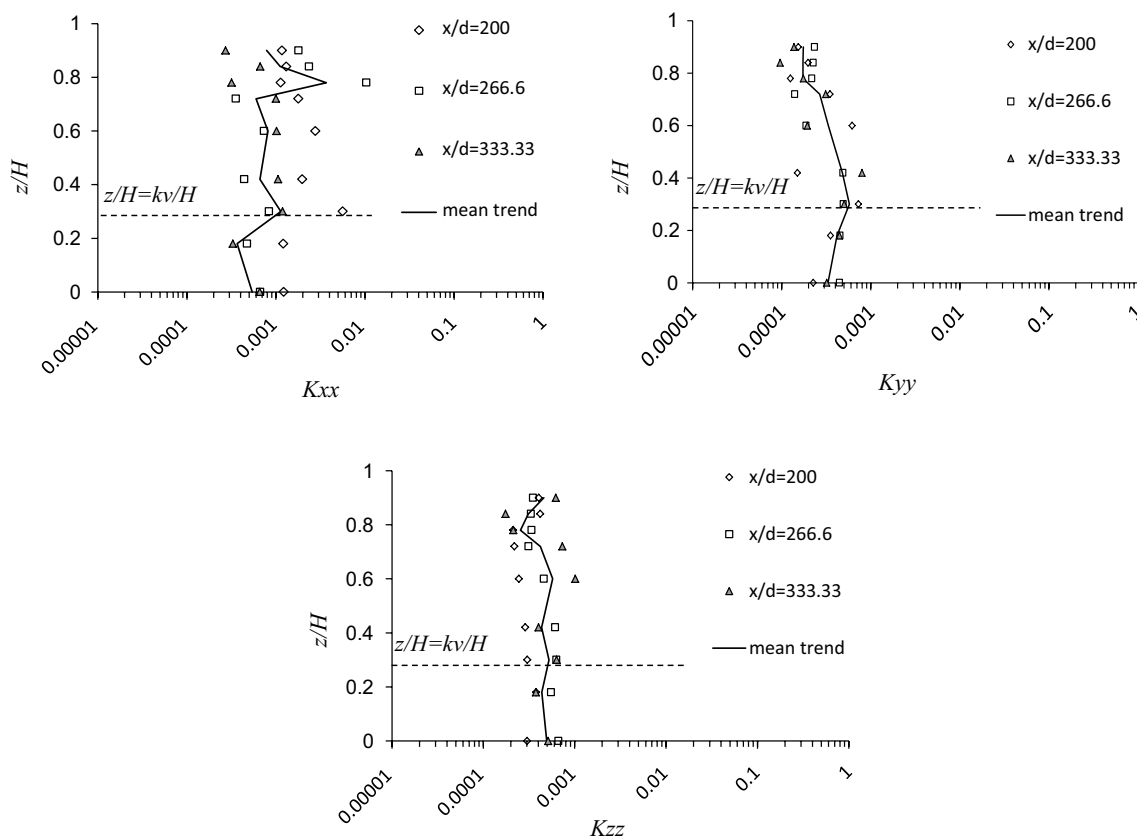 1
0.8
0.6
0.4
0.2
0
z/H
z/H=kv/H
0.00001
0.0001
0.001
0.01
0.1
1
Kxx
x/d=200
x/d=266.6
x/d=333.33
mean trend
1
0.8
0.6
0.4
0.2
0
z/H
z/H=kv/H
0.00001
0.0001
0.001
0.01
0.1
1
Kyy
x/d=200
x/d=266.6
x/d=333.33
mean trend
1
0.8
0.6
0.4
0.2
0
z/H
z/H=kv/H
0.00001
0.0001
0.001
0.01
0.1
1
Kzz
x/d=200
x/d=266.6
x/d=333.33
mean trend